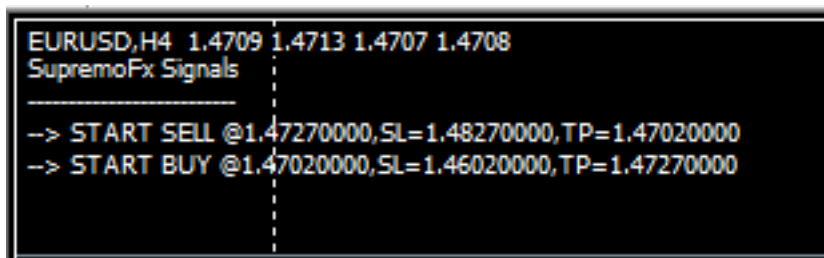 EURUSD,H4 1.4709 1.4713 1.4707 1.4708
SupremoFx Signals
--------------------------
--> START SELL @1.47270000,SL=1.48270000,TP=1.47020000
--> START BUY @1.47020000,SL=1.46020000,TP=1.47270000